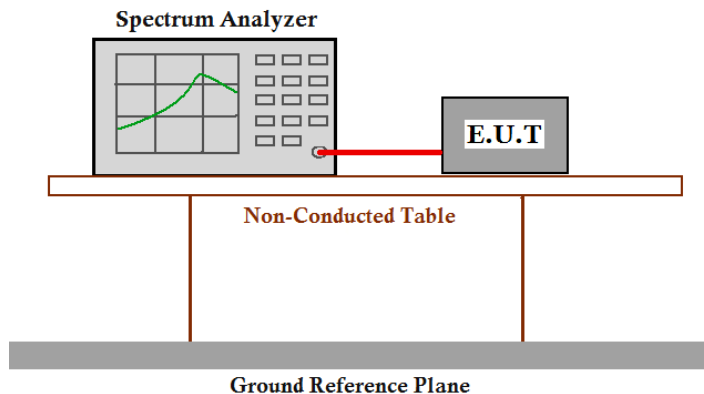 Spectrum Analyzer
E.U.T
Non-Conducted Table
Ground Reference Plane